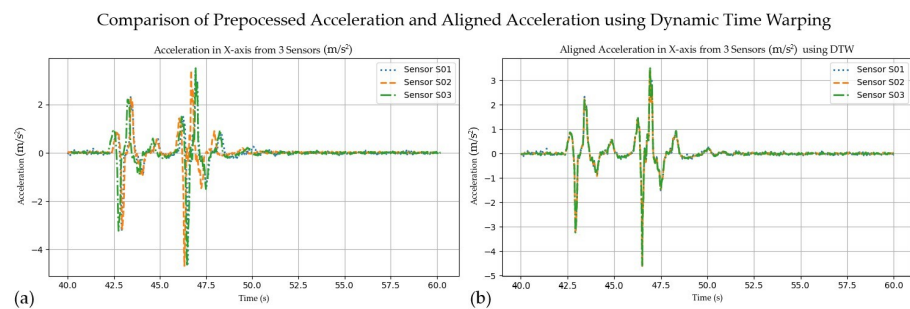 Comparison of Prepocessed Acceleration and Aligned Acceleration using Dynamic Time Warping
Acceleration in X-axis from 3 Sensors (m/s²)
Sensor S01
Sensor S02
Sensor S03
Acceleration (m/s²)
2
0
−2
−4
40.0 42.5 45.0 47.5 50.0 52.5 55.0 57.5 60.0
Time (s)
(a)
Aligned Acceleration in X-axis from 3 Sensors (m/s²) using DTW
Sensor S01
Sensor S02
Sensor S03
Acceleration (m/s²)
3
2
1
0
−1
−2
−3
−4
−5
40.0 42.5 45.0 47.5 50.0 52.5 55.0 57.5 60.0
Time (s)
(b)